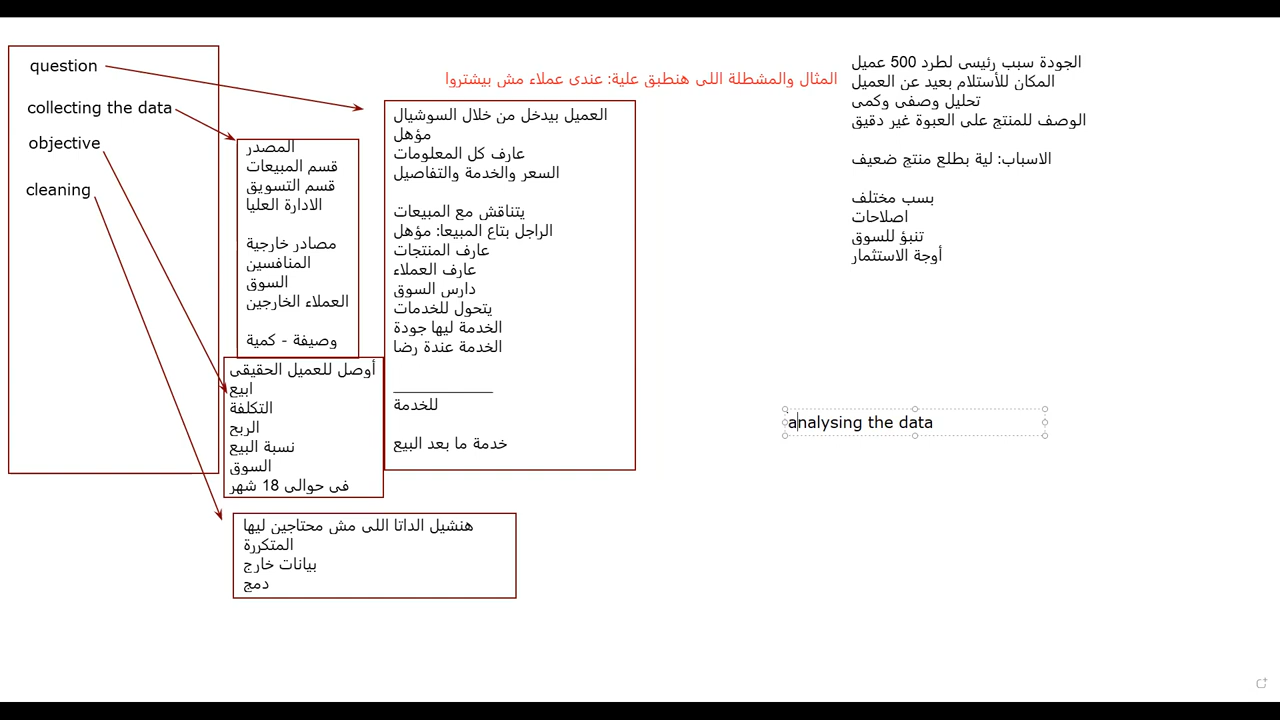 question
collecting the data
objective
cleaning
المثال والمشطلة اللى هنطبق علية: عندى عملاء مش بيشتروا
المصدر
قسم المبيعات
قسم التسويق
الادارة العليا
مصادر خارجية
المنافسين
السوق
العملاء الخارجين
وصيفة - كمية
أوصل للعميل الحقيقى
ابيع
التكلفة
الربح
نسبة البيع
السوق
فى حوالى 18 شهر
هنشيل الداتا اللى مش محتاجين ليها
المتكررة
بيانات خارج
دمج
العميل بيدخل من خلال السوشيال
مؤهل
عارف كل المعلومات
السعر والخدمة والتفاصيل
يتناقش مع المبيعات
الراجل بتاع المبيعا: مؤهل
عارف المنتجات
عارف العملاء
دارس السوق
يتحول للخدمات
الخدمة ليها جودة
الخدمة عندة رضا
____________
للخدمة
خدمة ما بعد البيع
الجودة سبب رئيسى لطرد 500 عميل
المكان للأستلام بعيد عن العميل
تحليل وصفى وكمى
الوصف للمنتج على العبوة غير دقيق
الاسباب: لية بطلع منتج ضعيف
بسب مختلف
اصلاحات
تنبؤ للسوق
أوجة الاستثمار
analysing the data